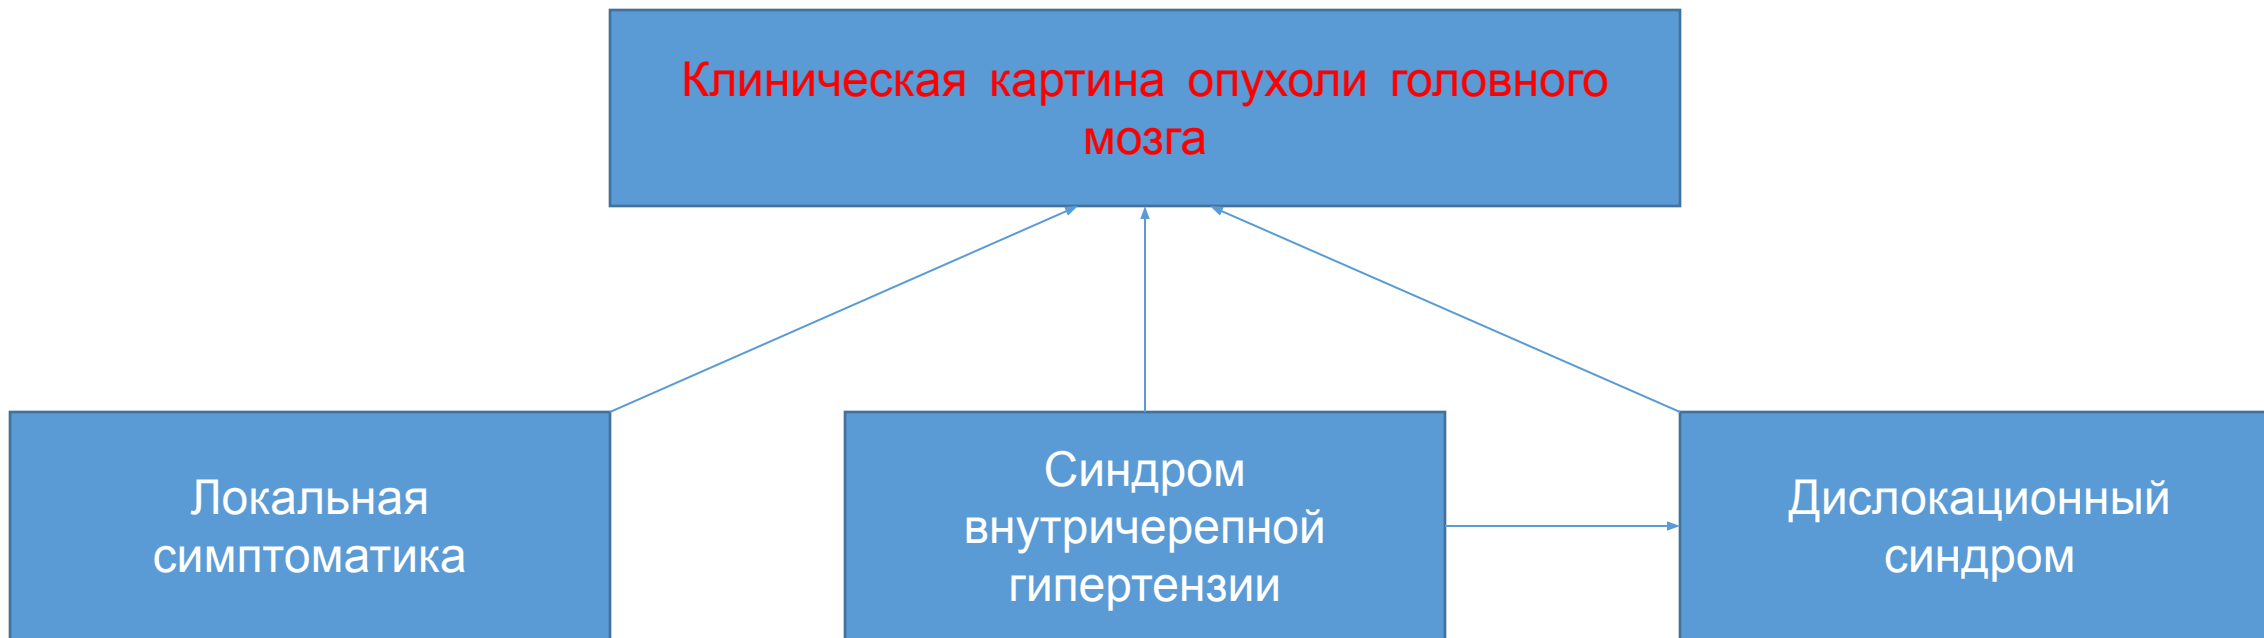 Клиническая картина опухоли головного
мозга
Локальная
симптоматика
Синдром
внутричерепной
гипертензии
Дислокационный
синдром